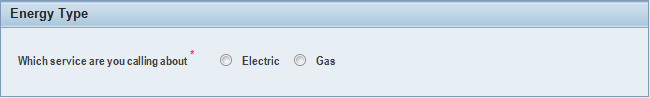 Energy Type
Which service are you calling about * Electric Gas